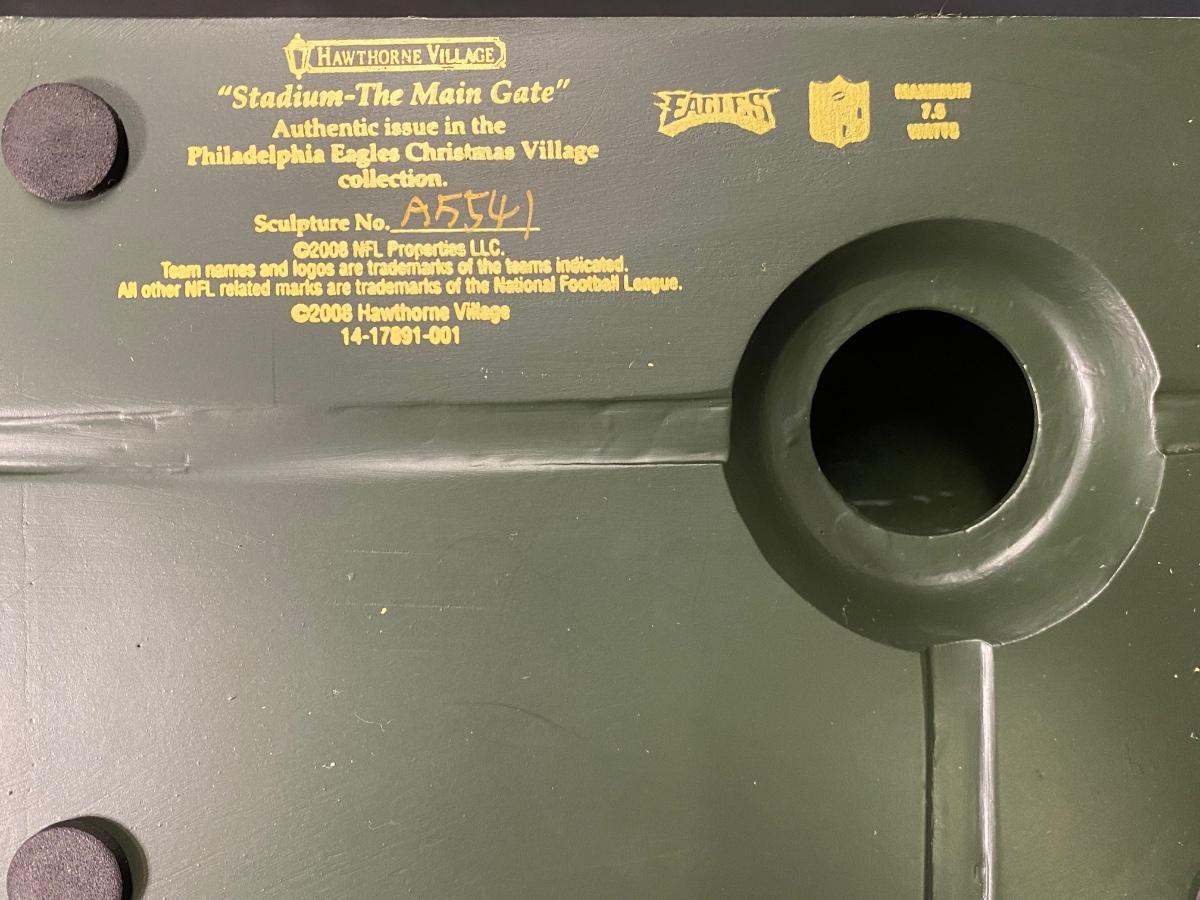 HAWTHORNE VILLAGE
"Stadium-The Main Gate"
Authentic issue in the
Philadelphia Eagles Christmas Village
collection.
Sculpture No. A5541
©2008 NFL Properties LLC.
Team names and logos are trademarks of the teams indicated.
All other NFL related marks are trademarks of the National Football League.
©2008 Hawthorne Village
14-17891-001
EAGLES
MAXIMUM
7.5
WATTS